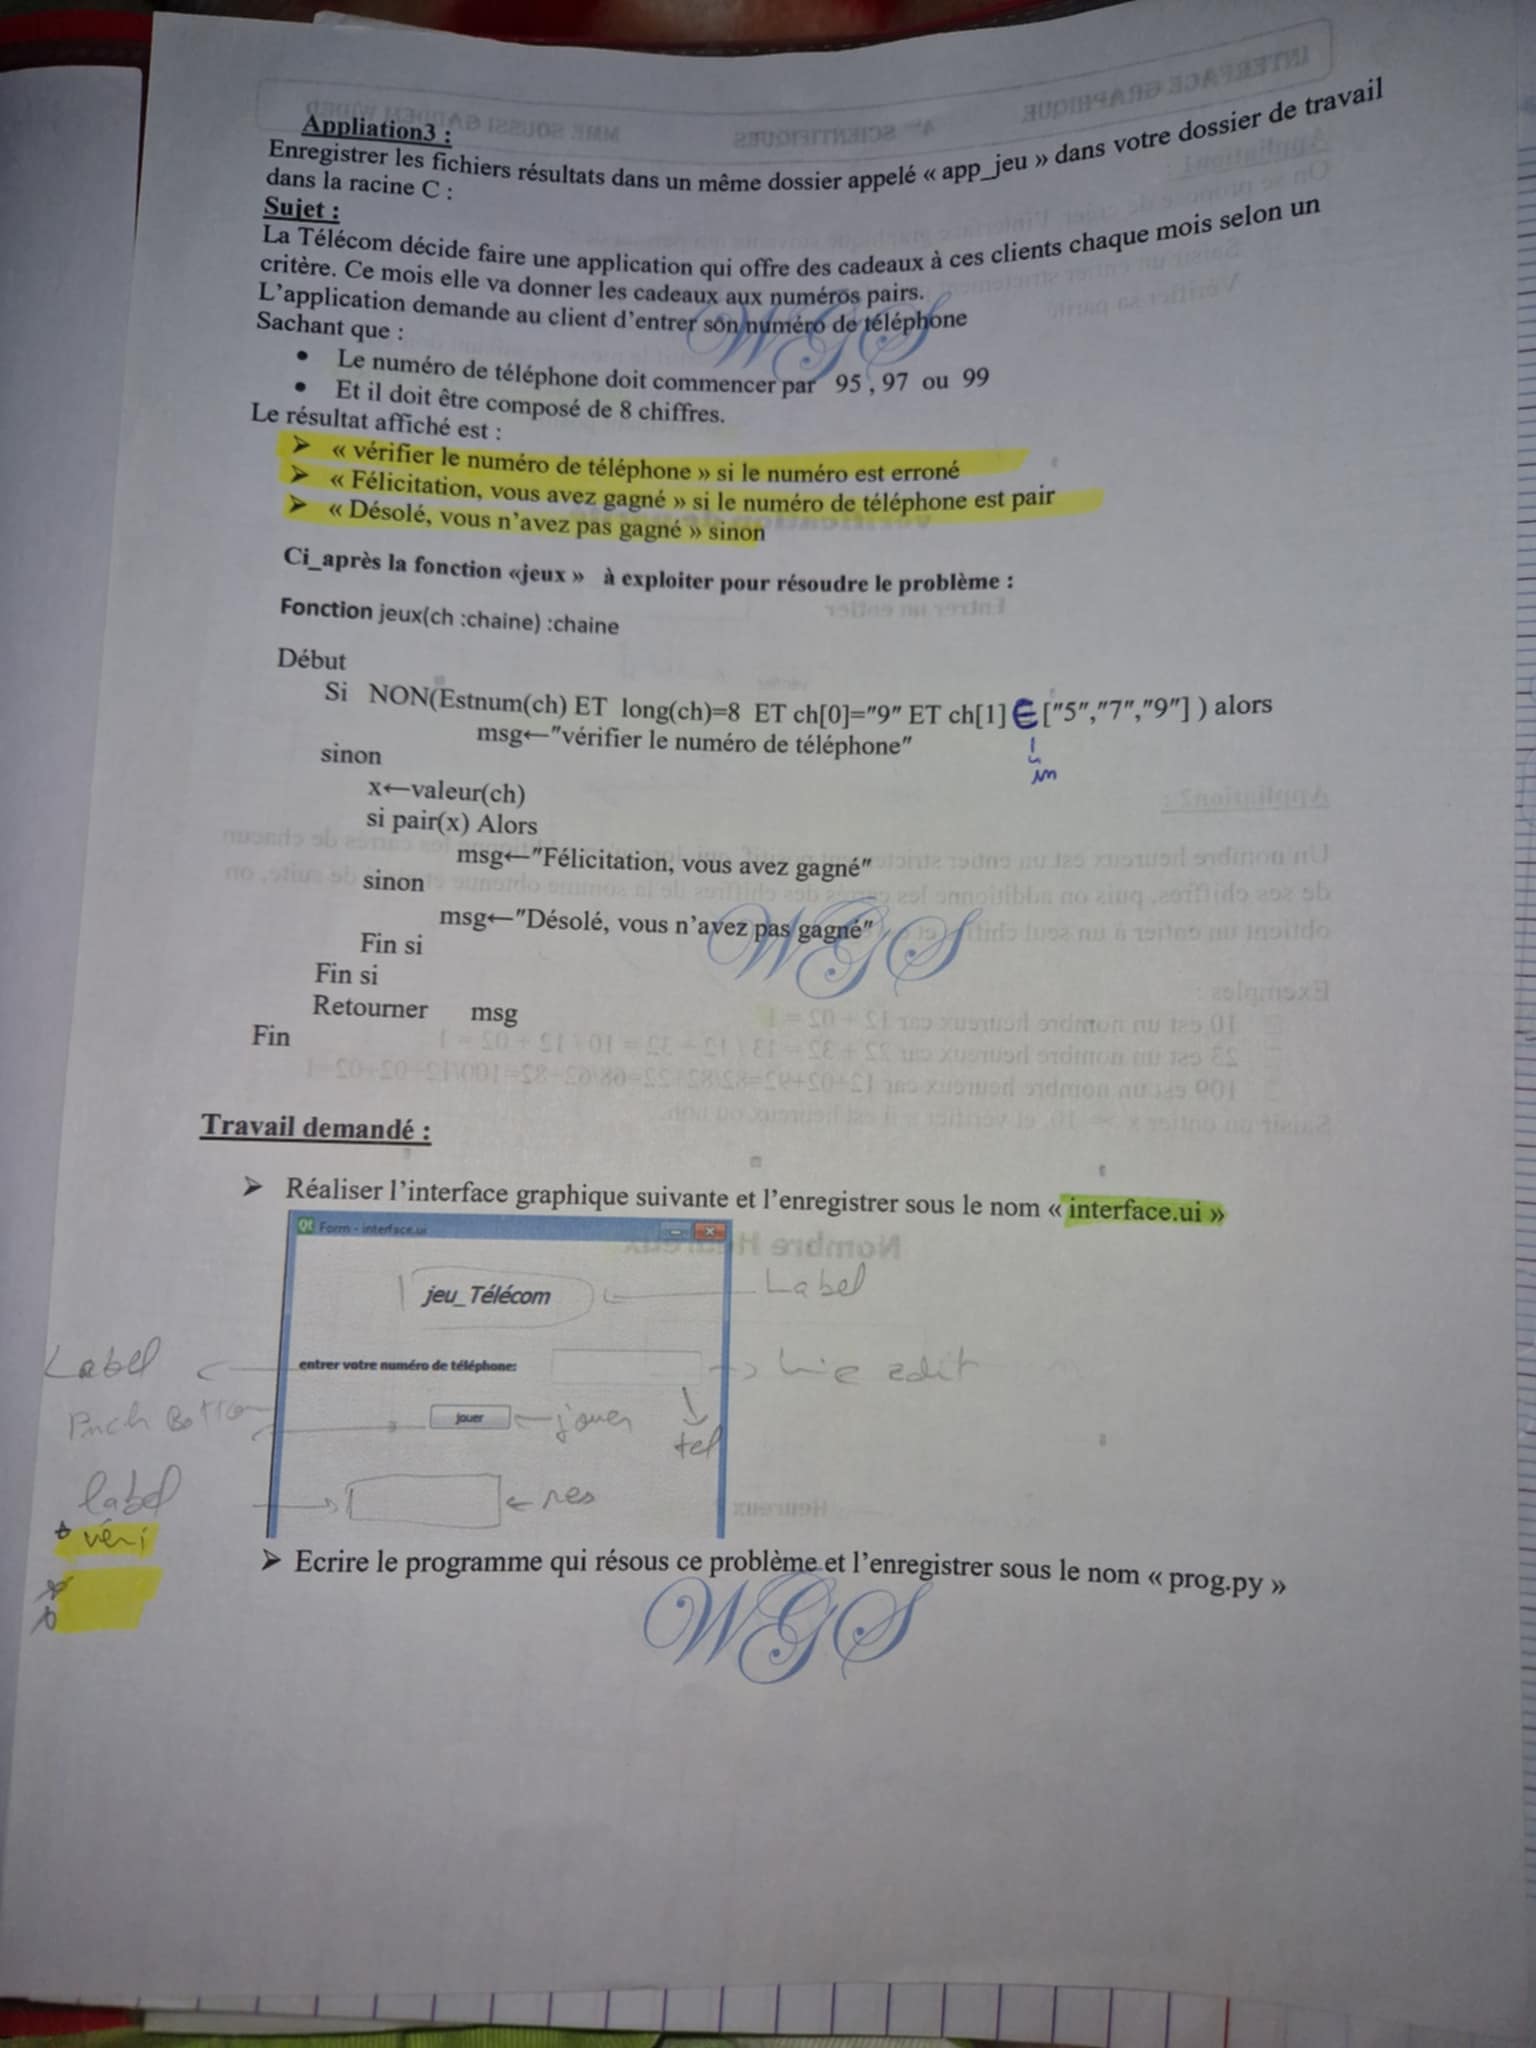 INTERFACE GRAPHIQUE
4ème SCIENTIFIQUES
MME SOUSSI GADDEM WIDED
Appliation3 :
Enregistrer les fichiers résultats dans un même dossier appelé « app_jeu » dans votre dossier de travail
dans la racine C :
Sujet :
La Télécom décide faire une application qui offre des cadeaux à ces clients chaque mois selon un
critère. Ce mois elle va donner les cadeaux aux numéros pairs.
L'application demande au client d'entrer son numéro de téléphone
Sachant que :
• Le numéro de téléphone doit commencer par 95 , 97 ou 99
• Et il doit être composé de 8 chiffres.
Le résultat affiché est :
➢ « vérifier le numéro de téléphone » si le numéro est erroné
➢ « Félicitation, vous avez gagné » si le numéro de téléphone est pair
➢ « Désolé, vous n'avez pas gagné » sinon
Ci_après la fonction «jeux » à exploiter pour résoudre le problème :
Fonction jeux(ch :chaine) :chaine
Début
Si NON(Estnum(ch) ET long(ch)=8 ET ch[0]="9" ET ch[1] ∈ ["5","7","9"] ) alors
msg←"vérifier le numéro de téléphone"
in
sinon
x←valeur(ch)
si pair(x) Alors
msg←"Félicitation, vous avez gagné"
sinon
msg←"Désolé, vous n'avez pas gagné"
Fin si
Fin si
Retourner msg
Fin
WGS
WGS
Travail demandé :
➢ Réaliser l'interface graphique suivante et l'enregistrer sous le nom « interface.ui »
Qt Form - interface.ui
jeu_Télécom
Label
Label
entrer votre numéro de téléphone:
edit
jouer
jouer
tel
label
res
véri
➢ Ecrire le programme qui résous ce problème et l'enregistrer sous le nom « prog.py »
WGS